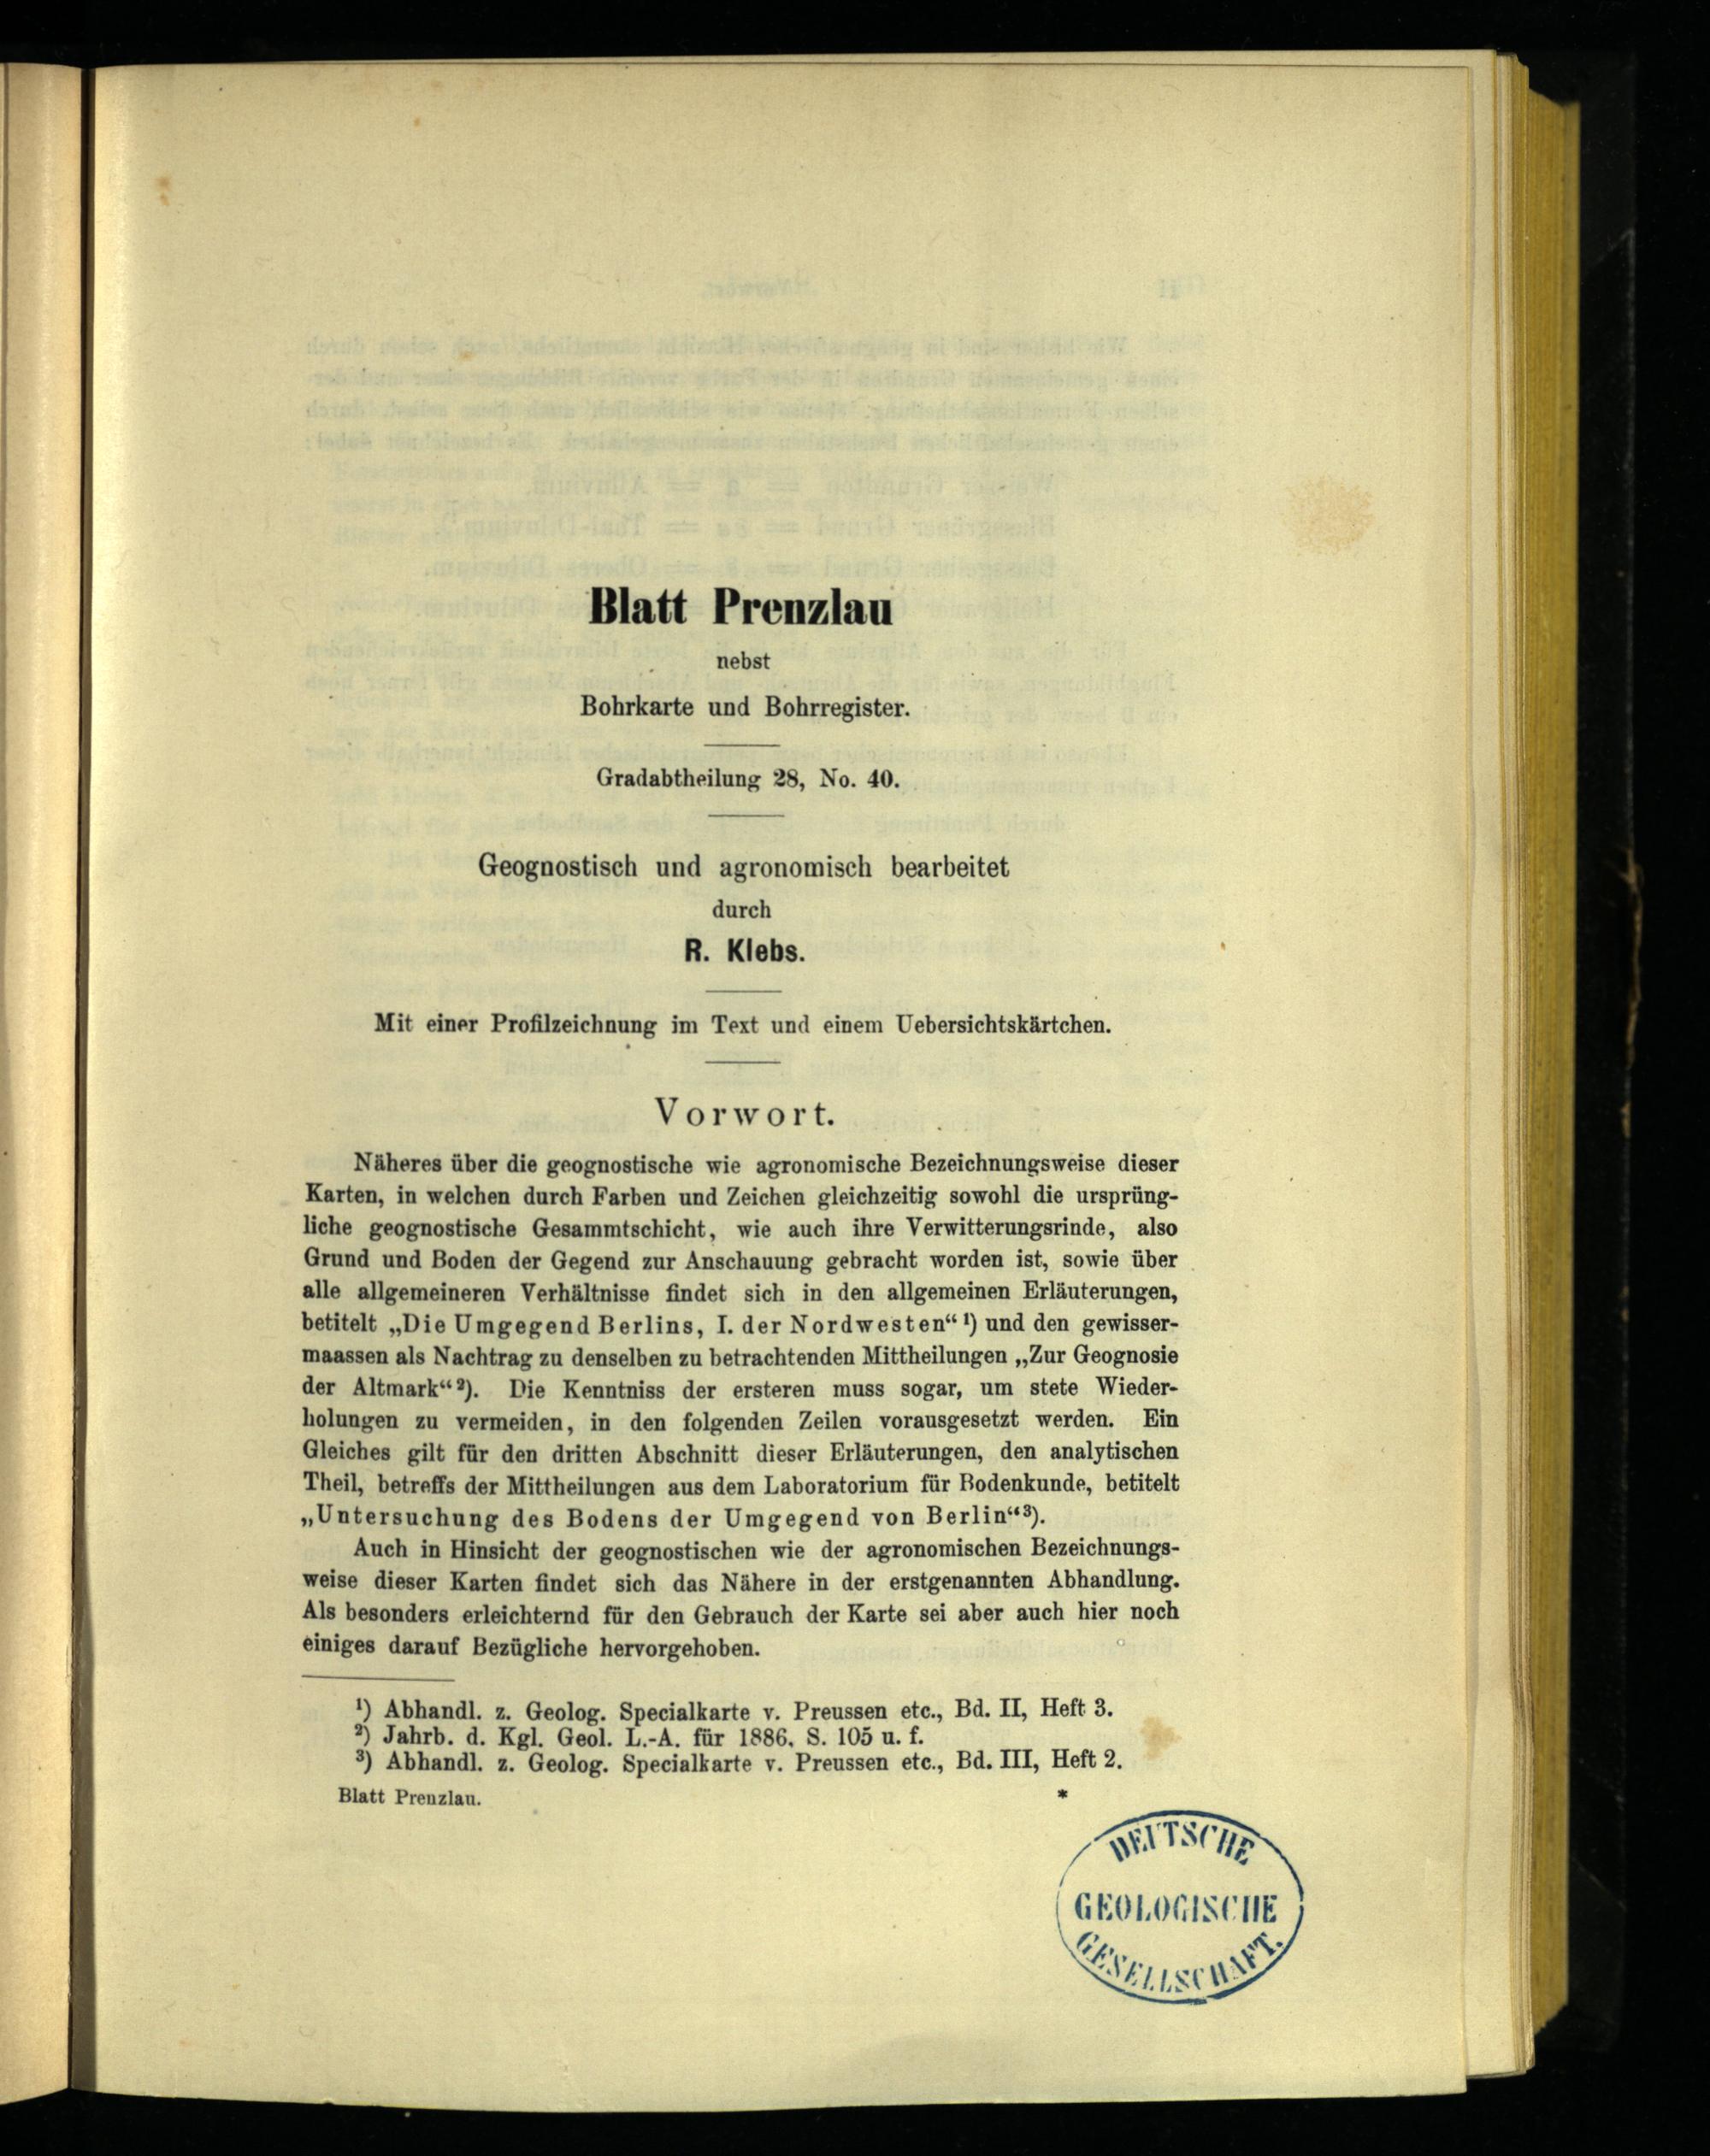 Blatt Prenzlau
nebst
Bohrkarte und Bohrregister.
Gradabtheilung 28, No. 40.
Geognostisch und agronomisch bearbeitet
durch
R. Klebs.
Mit einer Profilzeichnung im Text und einem Uebersichtskärtchen.
Vorwort.
Näheres über die geognostische wie agronomische Bezeichnungsweise dieser
Karten, in welchen durch Farben und Zeichen gleichzeitig sowohl die ursprüng-
liche geognostische Gesammtschicht, wie auch ihre Verwitterungsrinde, also
Grund und Boden der Gegend zur Anschauung gebracht worden ist, sowie über
alle allgemeineren Verhältnisse findet sich in den allgemeinen Erläuterungen,
betitelt „Die Umgegend Berlins, I. der Nordwesten“ ¹) und den gewisser-
maassen als Nachtrag zu denselben zu betrachtenden Mittheilungen „Zur Geognosie
der Altmark“ ²). Die Kenntniss der ersteren muss sogar, um stete Wieder-
holungen zu vermeiden, in den folgenden Zeilen vorausgesetzt werden. Ein
Gleiches gilt für den dritten Abschnitt dieser Erläuterungen, den analytischen
Theil, betreffs der Mittheilungen aus dem Laboratorium für Bodenkunde, betitelt
„Untersuchung des Bodens der Umgegend von Berlin“³).
Auch in Hinsicht der geognostischen wie der agronomischen Bezeichnungs-
weise dieser Karten findet sich das Nähere in der erstgenannten Abhandlung.
Als besonders erleichternd für den Gebrauch der Karte sei aber auch hier noch
einiges darauf Bezügliche hervorgehoben.
¹) Abhandl. z. Geolog. Specialkarte v. Preussen etc., Bd. II, Heft 3.
²) Jahrb. d. Kgl. Geol. L.-A. für 1886, S. 105 u. f.
³) Abhandl. z. Geolog. Specialkarte v. Preussen etc., Bd. III, Heft 2.
Blatt Prenzlau. *
DEUTSCHE
GEOLOGISCHE
GESELLSCHAFT.